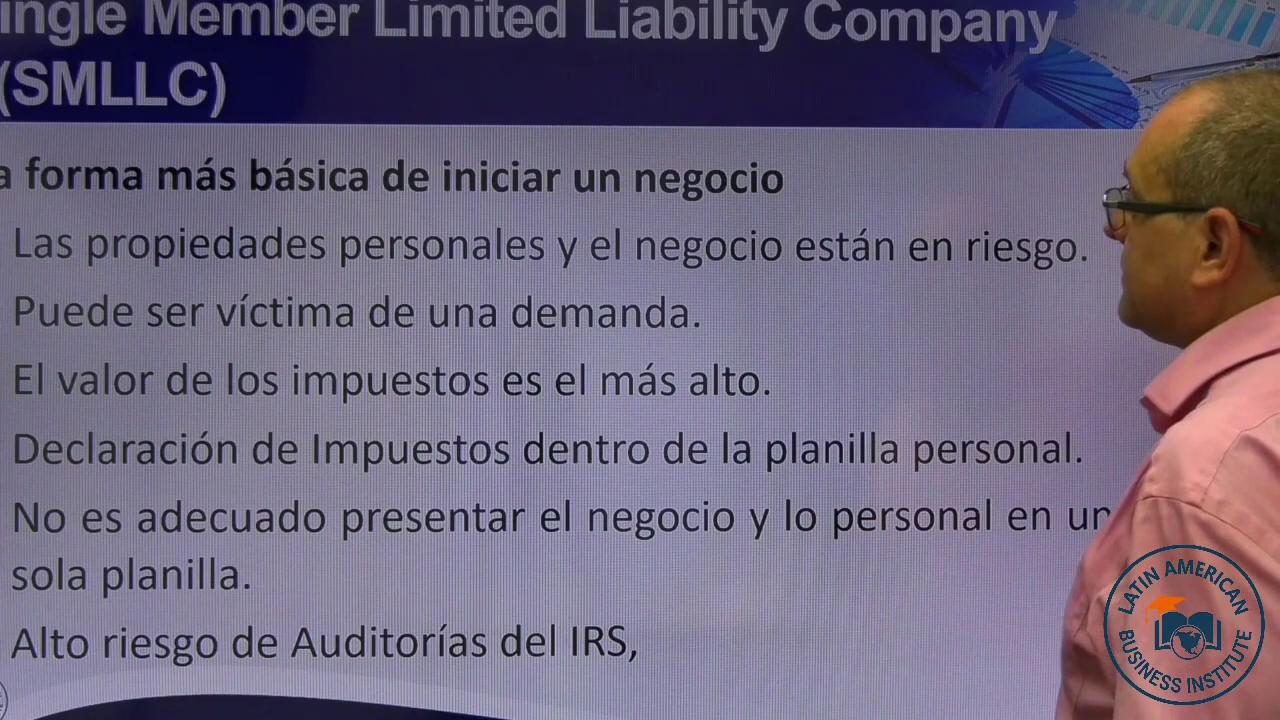 ingle Member Limited Liability Company
(SMLLC)
a forma más básica de iniciar un negocio
Las propiedades personales y el negocio están en riesgo.
Puede ser víctima de una demanda.
El valor de los impuestos es el más alto.
Declaración de Impuestos dentro de la planilla personal.
No es adecuado presentar el negocio y lo personal en un
sola planilla.
Alto riesgo de Auditorías del IRS,
LATIN AMERICAN
BUSINESS INSTITUTE